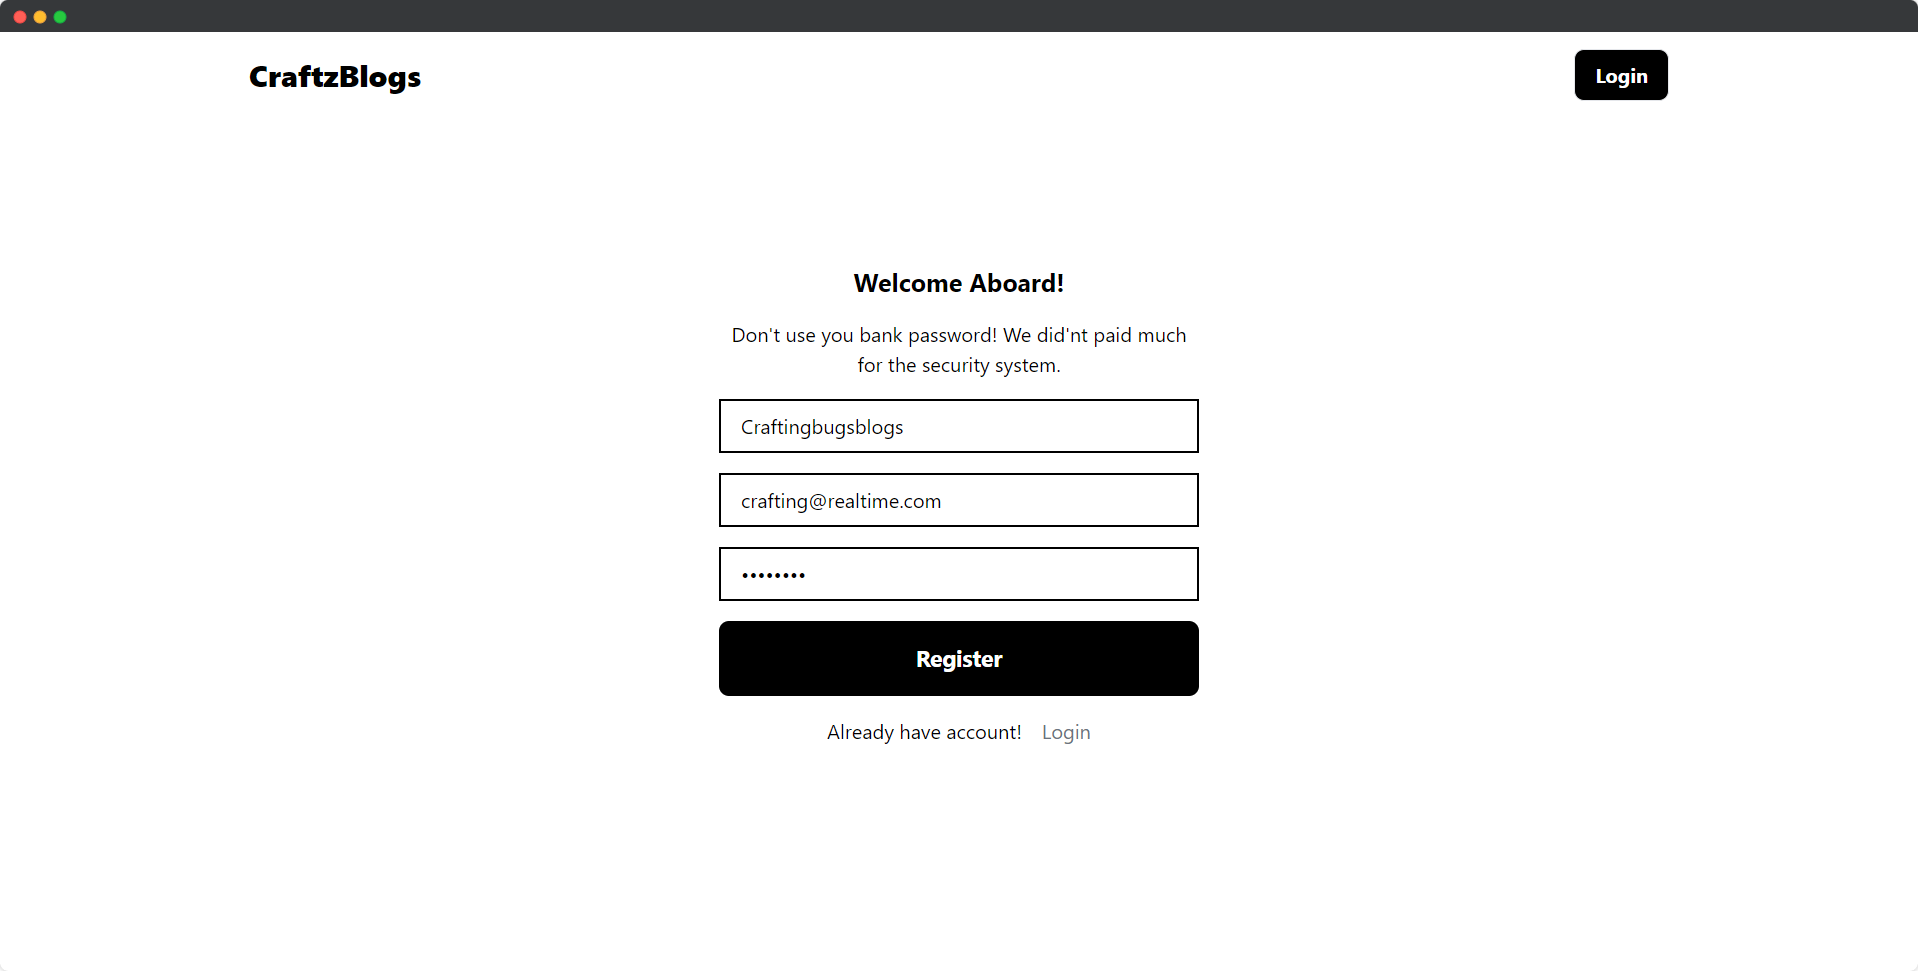 CraftzBlogs
Login
Welcome Aboard!
Don't use you bank password! We did'nt paid much
for the security system.
Craftingbugsblogs
crafting@realtime.com
••••••••
Register
Already have account! Login